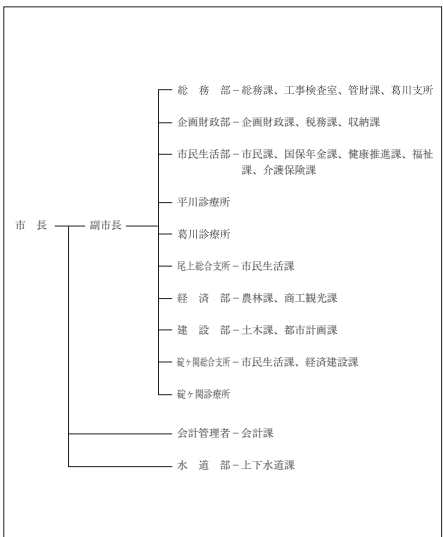 総 務 部－総務課、工事検査室、管財課、葛川支所
企画財政部－企画財政課、税務課、収納課
市民生活部－市民課、国保年金課、健康推進課、福祉
課、介護保険課
平川診療所
市 長
副市長
葛川診療所
尾上総合支所－市民生活課
経 済 部－農林課、商工観光課
建 設 部－土木課、都市計画課
碇ヶ関総合支所－市民生活課、経済建設課
碇ヶ関診療所
会計管理者－会計課
水 道 部－上下水道課